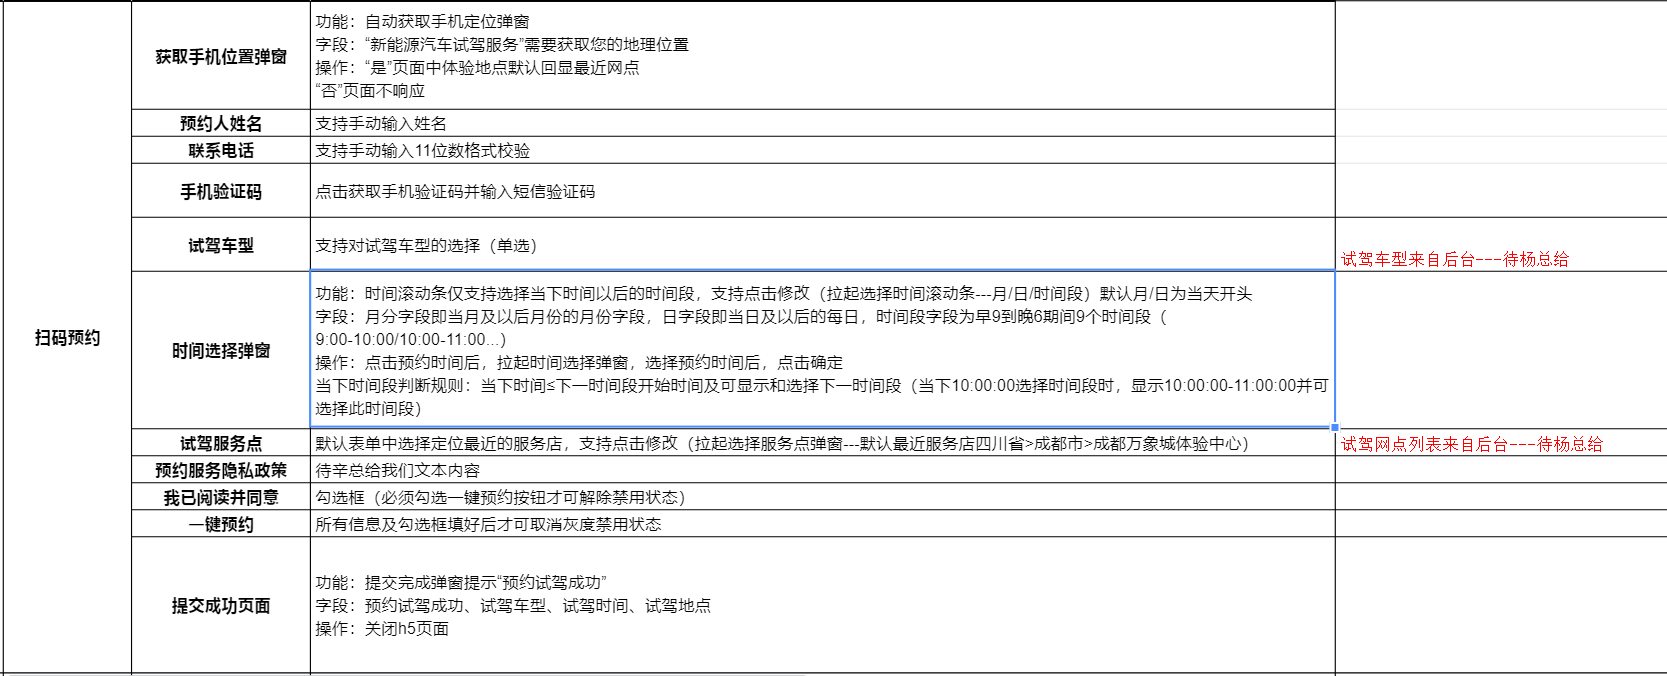 扫码预约
获取手机位置弹窗
功能：自动获取手机定位弹窗
字段：“新能源汽车试驾服务”需要获取您的地理位置
操作：“是”页面中体验地点默认回显最近网点
“否”页面不响应
预约人姓名
支持手动输入姓名
联系电话
支持手动输入11位数格式校验
手机验证码
点击获取手机验证码并输入短信验证码
试驾车型
支持对试驾车型的选择（单选）
试驾车型来自后台---待杨总给
时间选择弹窗
功能：时间滚动条仅支持选择当下时间以后的时间段，支持点击修改（拉起选择时间滚动条---月/日/时间段）默认月/日为当天开头
字段：月分字段即当月及以后月份的月份字段，日字段即当日及以后的每日，时间段字段为早9到晚6期间9个时间段（
9:00-10:00/10:00-11:00...）
操作：点击预约时间后，拉起时间选择弹窗，选择预约时间后，点击确定
当下时间段判断规则：当下时间≤下一时间段开始时间及可显示和选择下一时间段（当下10:00:00选择时间段时，显示10:00:00-11:00:00并可
选择此时间段）
试驾服务点
默认表单中选择定位最近的服务店，支持点击修改（拉起选择服务点弹窗---默认最近服务店四川省>成都市>成都万象城体验中心）
试驾网点列表来自后台---待杨总给
预约服务隐私政策
待辛总给我们文本内容
我已阅读并同意
勾选框（必须勾选一键预约按钮才可解除禁用状态）
一键预约
所有信息及勾选框填好后才可取消灰度禁用状态
提交成功页面
功能：提交完成弹窗提示“预约试驾成功”
字段：预约试驾成功、试驾车型、试驾时间、试驾地点
操作：关闭h5页面